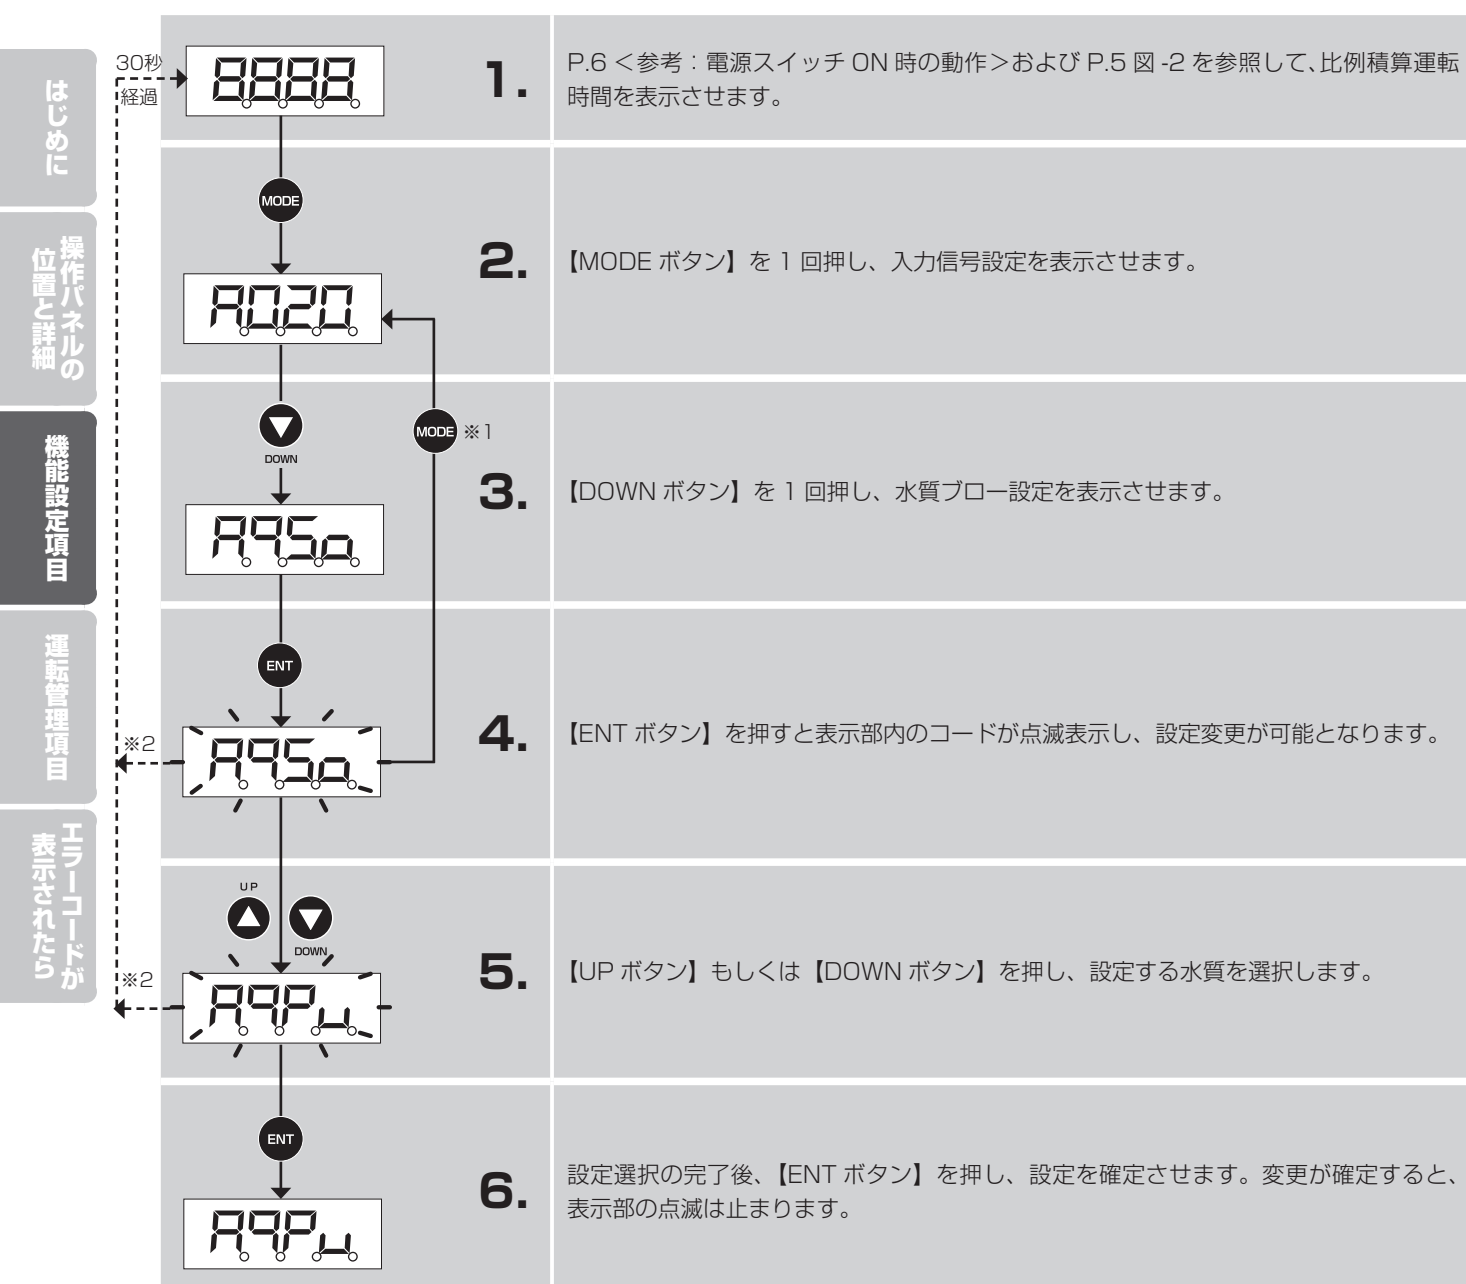 はじめに
操作パネルの
位置と詳細
機能設定項目
運転管理項目
エラーコードが
表示されたら
30秒
経過
8888
1.
P.6 <参考:電源スイッチ ON 時の動作>および P.5 図 -2 を参照して、比例積算運転
時間を表示させます。
MODE
A020
2.
【MODE ボタン】を 1 回押し、入力信号設定を表示させます。
DOWN
MODE ※1
A9So
3.
【DOWN ボタン】を 1 回押し、水質ブロー設定を表示させます。
ENT
※2
A9So
4.
【ENT ボタン】を押すと表示部内のコードが点滅表示し、設定変更が可能となります。
UP
DOWN
※2
A9Pu
5.
【UP ボタン】もしくは【DOWN ボタン】を押し、設定する水質を選択します。
ENT
A9Pu
6.
設定選択の完了後、【ENT ボタン】を押し、設定を確定させます。変更が確定すると、
表示部の点滅は止まります。